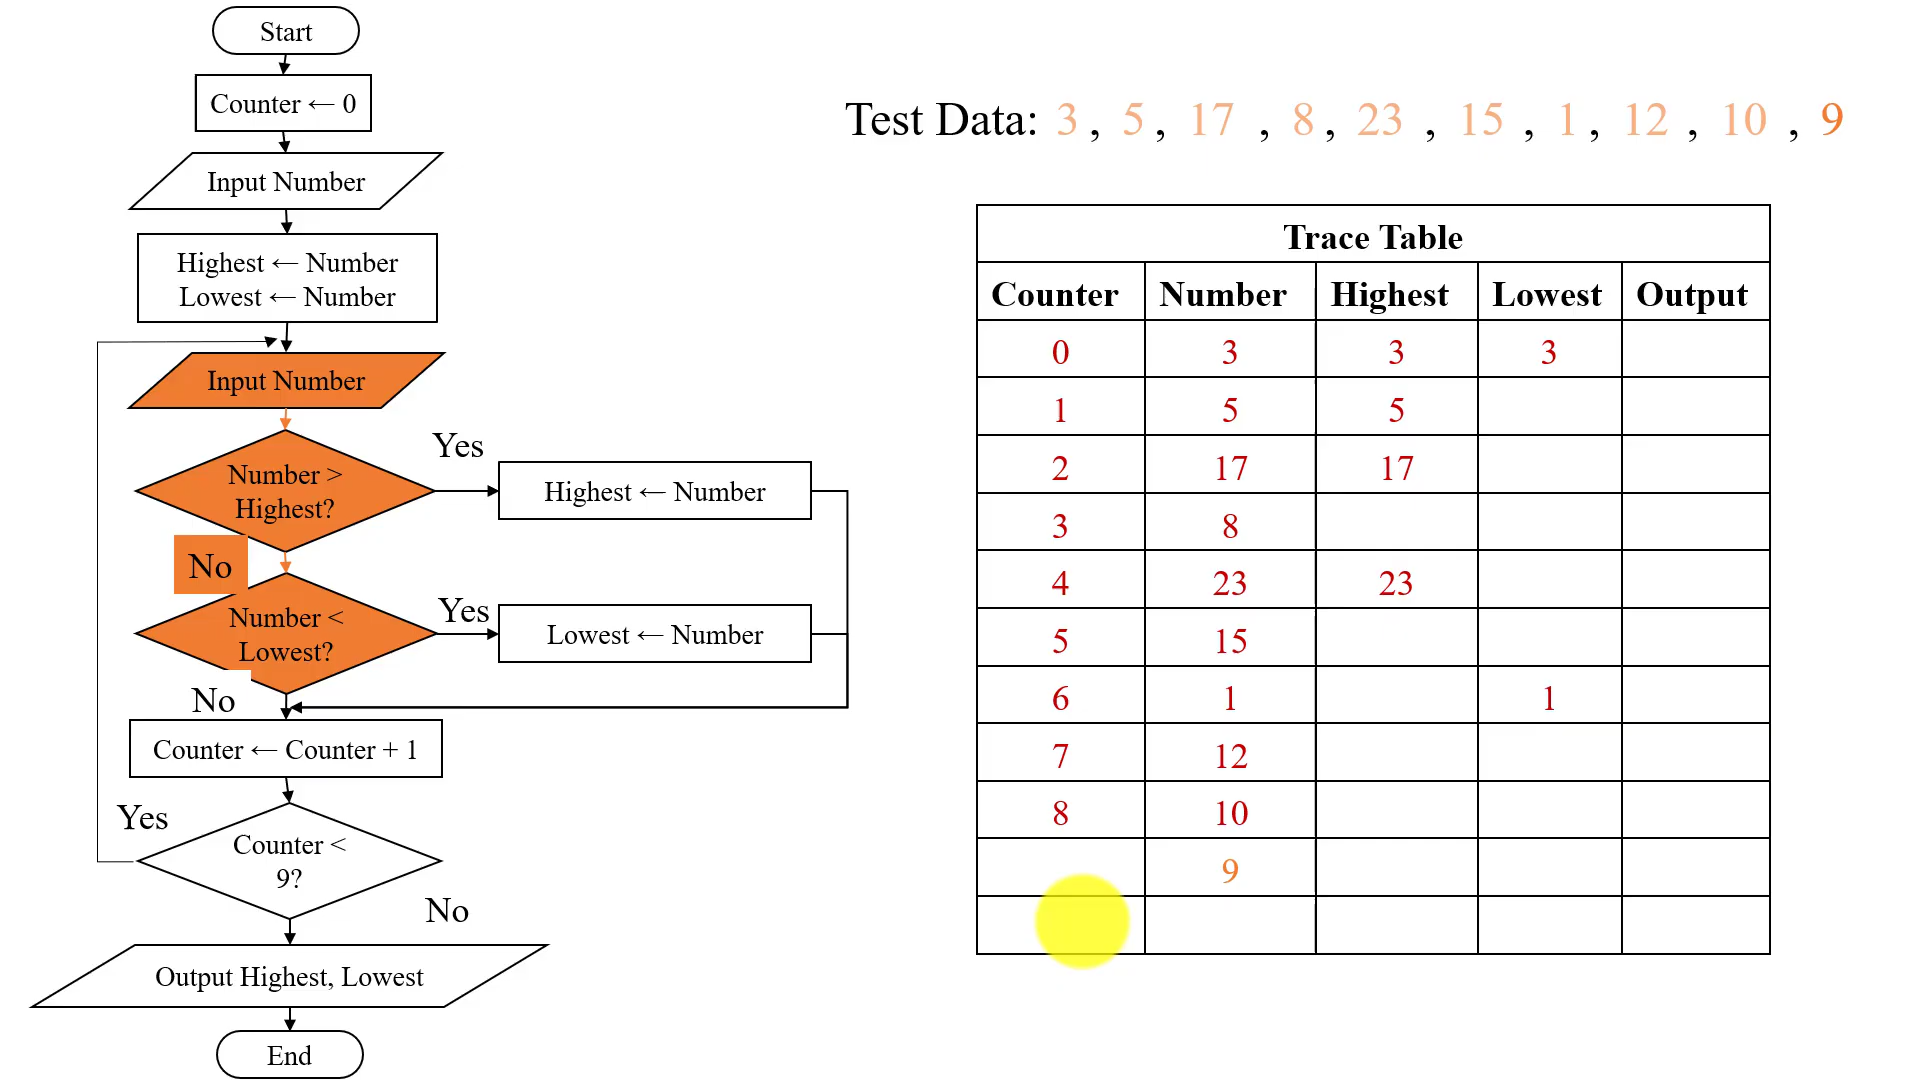 Start
Counter ← 0
Input Number
Highest ← Number
Lowest ← Number
Input Number
Number >
Highest?
Yes
Highest ← Number
No
Number <
Lowest?
Yes
Lowest ← Number
No
Counter ← Counter + 1
Yes
Counter <
9?
No
Output Highest, Lowest
End
Test Data: 3 , 5 , 17 , 8 , 23 , 15 , 1 , 12 , 10 , 9
Trace Table
Counter Number Highest Lowest Output
0 3 3 3
1 5 5
2 17 17
3 8
4 23 23
5 15
6 1 1
7 12
8 10
9